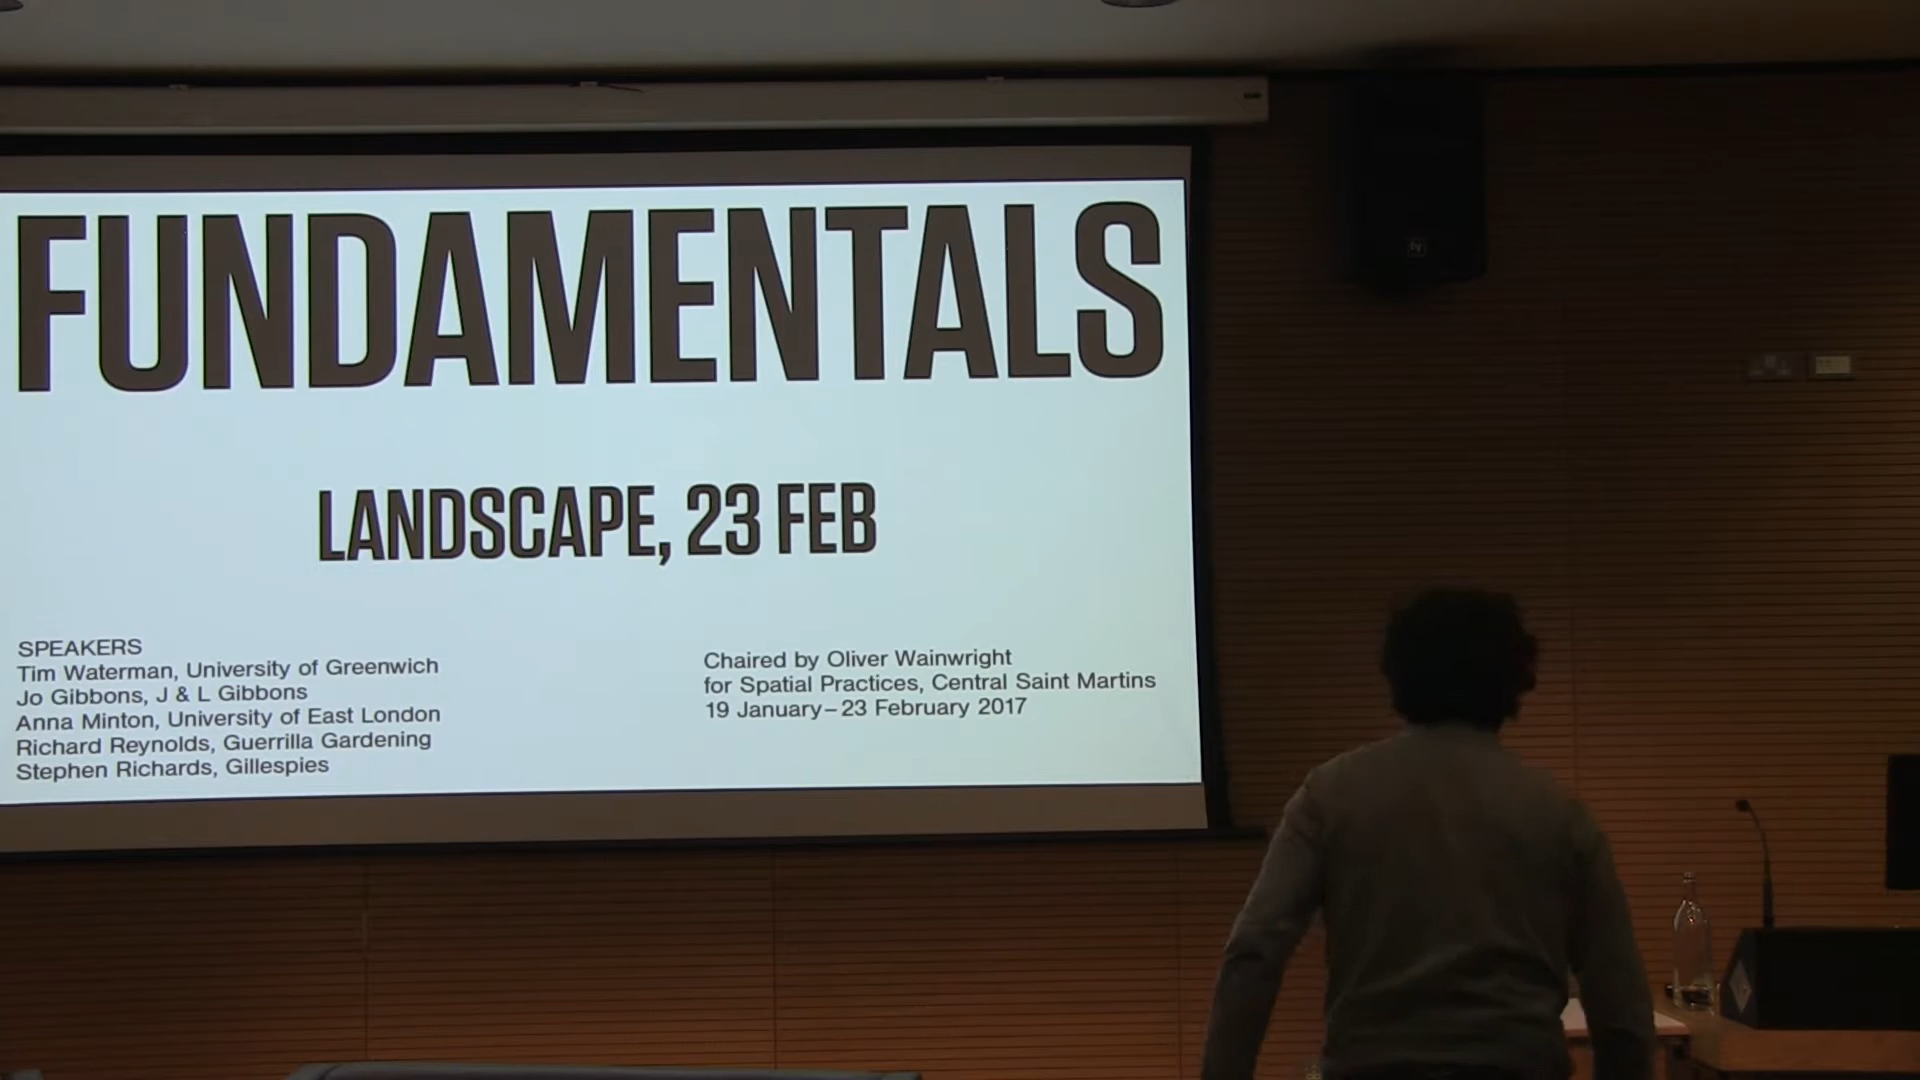 FUNDAMENTALS
LANDSCAPE, 23 FEB
SPEAKERS
Tim Waterman, University of Greenwich
Jo Gibbons, J & L Gibbons
Anna Minton, University of East London
Richard Reynolds, Guerrilla Gardening
Stephen Richards, Gillespies
Chaired by Oliver Wainwright
for Spatial Practices, Central Saint Martins
19 January–23 February 2017